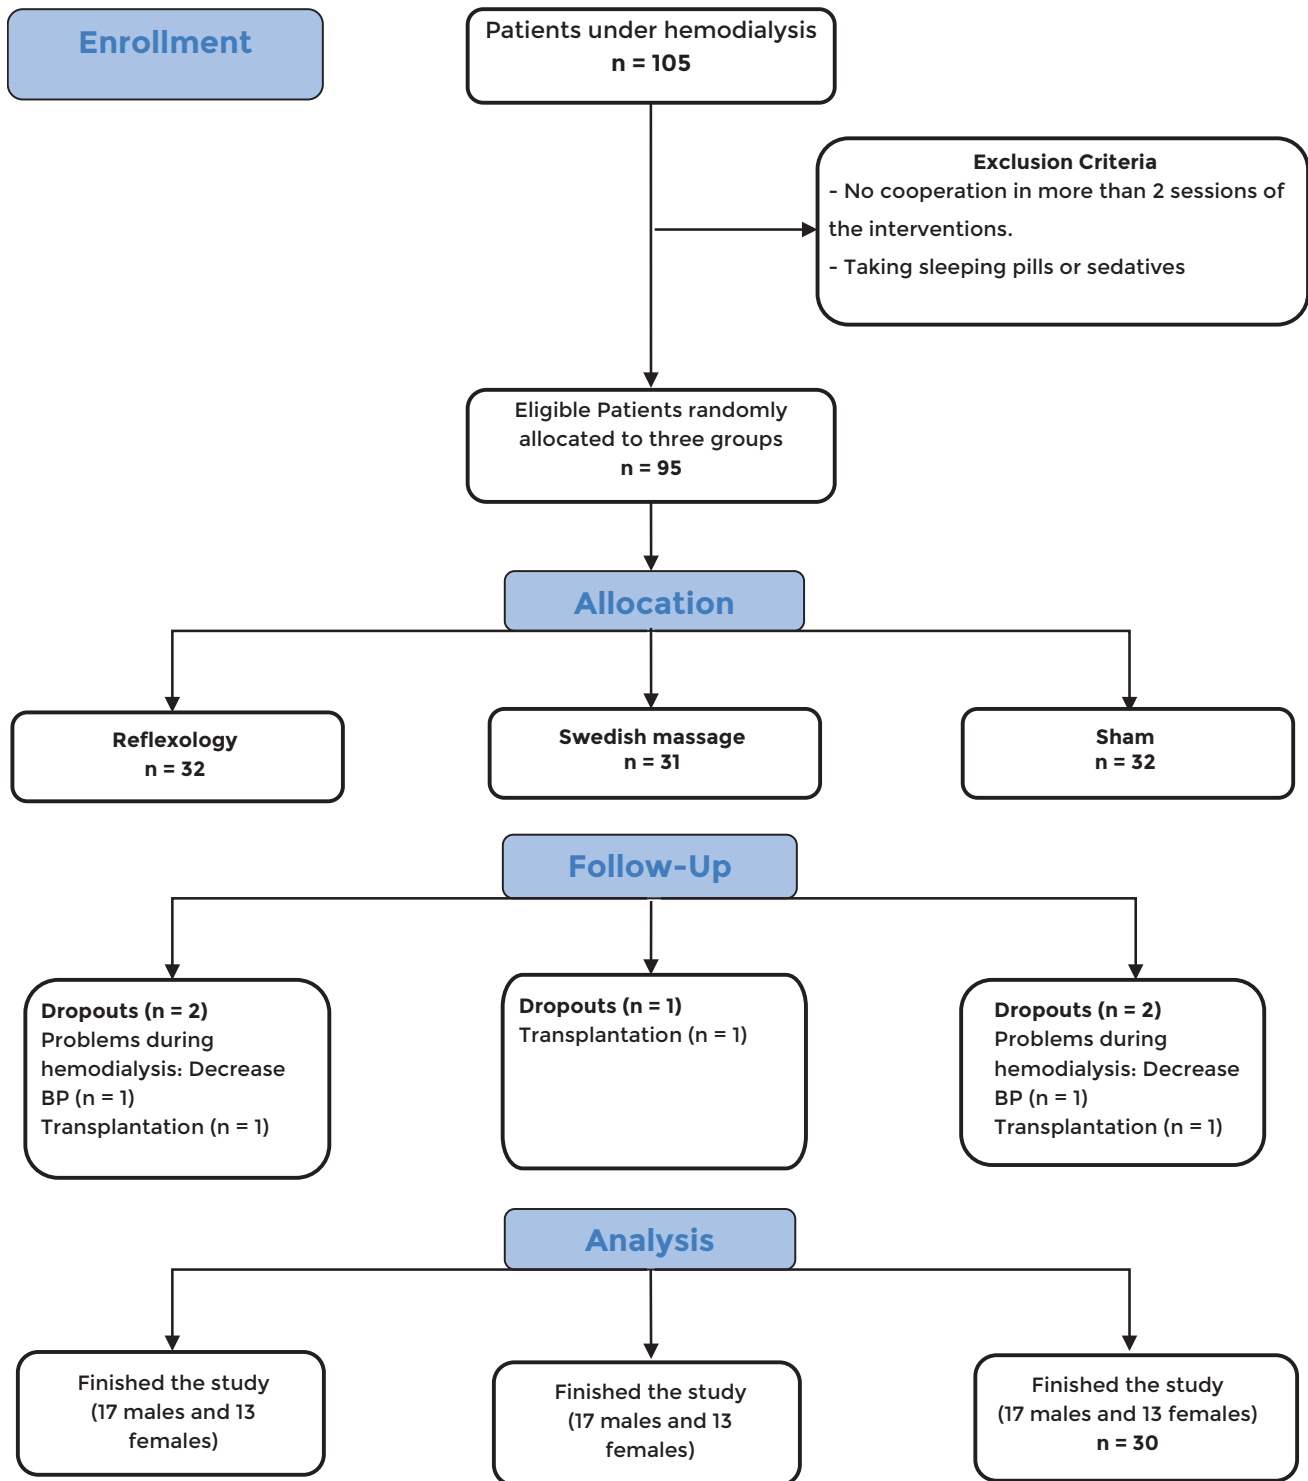 Enrollment
Patients under hemodialysis
n = 105
Exclusion Criteria
- No cooperation in more than 2 sessions of
the interventions.
- Taking sleeping pills or sedatives
Eligible Patients randomly
allocated to three groups
n = 95
Allocation
Reflexology
n = 32
Swedish massage
n = 31
Sham
n = 32
Follow-Up
Dropouts (n = 2)
Problems during
hemodialysis: Decrease
BP (n = 1)
Transplantation (n = 1)
Dropouts (n = 1)
Transplantation (n = 1)
Dropouts (n = 2)
Problems during
hemodialysis: Decrease
BP (n = 1)
Transplantation (n = 1)
Analysis
Finished the study
(17 males and 13
females)
Finished the study
(17 males and 13
females)
Finished the study
(17 males and 13 females)
n = 30